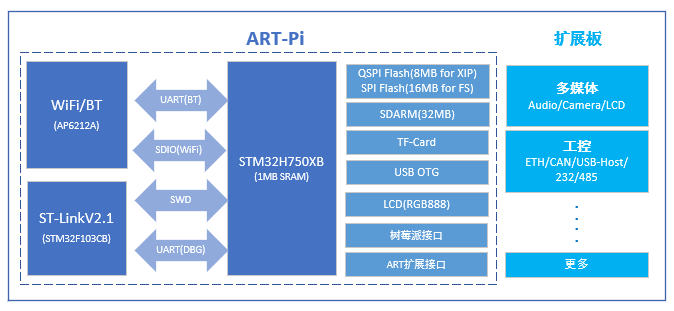 ART-Pi
扩展板
WiFi/BT
(AP6212A)
ST-LinkV2.1
(STM32F103CB)
UART(BT)
SDIO(WiFi)
SWD
UART(DBG)
STM32H750XB
(1MB SRAM)
QSPI Flash(8MB for XIP)
SPI Flash(16MB for FS)
SDARM(32MB)
TF-Card
USB OTG
LCD(RGB888)
树莓派接口
ART扩展接口
多媒体
Audio/Camera/LCD
工控
ETH/CAN/USB-Host/
232/485
更多